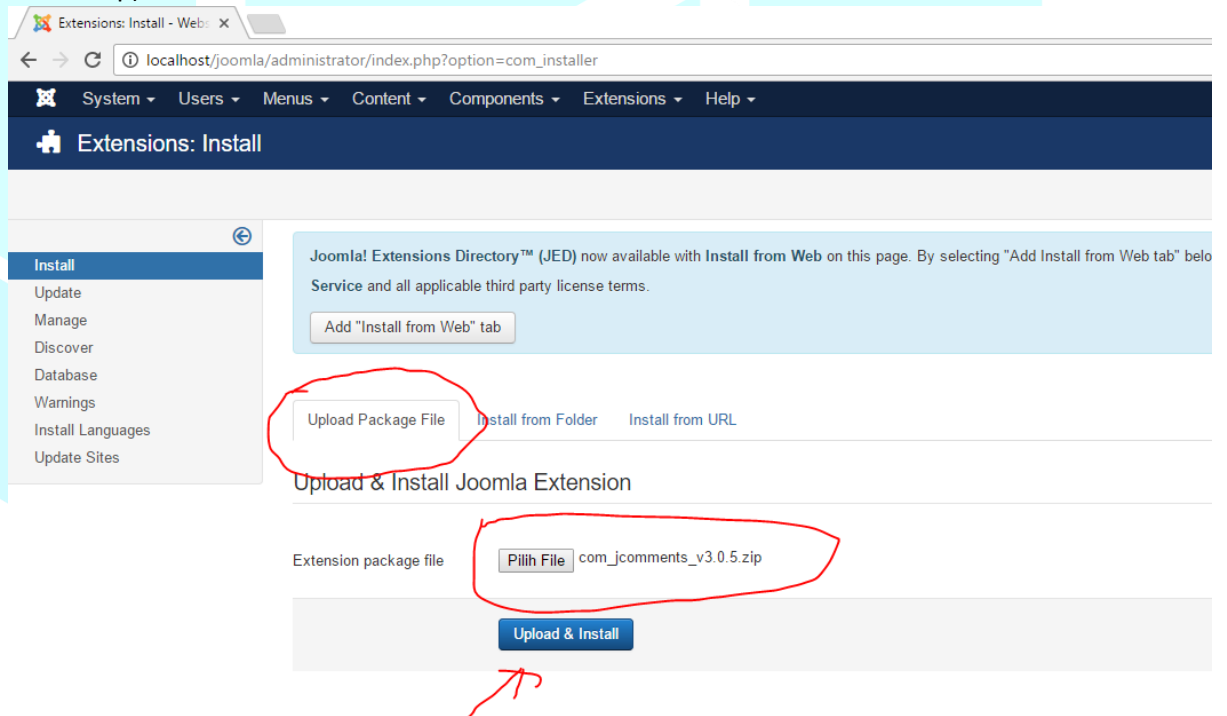 Extensions: Install - Webs
localhost/joomla/administrator/index.php?option=com_installer
System Users Menus Content Components Extensions Help
Extensions: Install
Install
Update
Manage
Discover
Database
Warnings
Install Languages
Update Sites
Joomla! Extensions Directory™ (JED) now available with Install from Web on this page. By selecting "Add Install from Web tab" belo
Service and all applicable third party license terms.
Add "Install from Web" tab
Upload Package File Install from Folder Install from URL
Upload & Install Joomla Extension
Extension package file Pilih File com_jcomments_v3.0.5.zip
Upload & Install